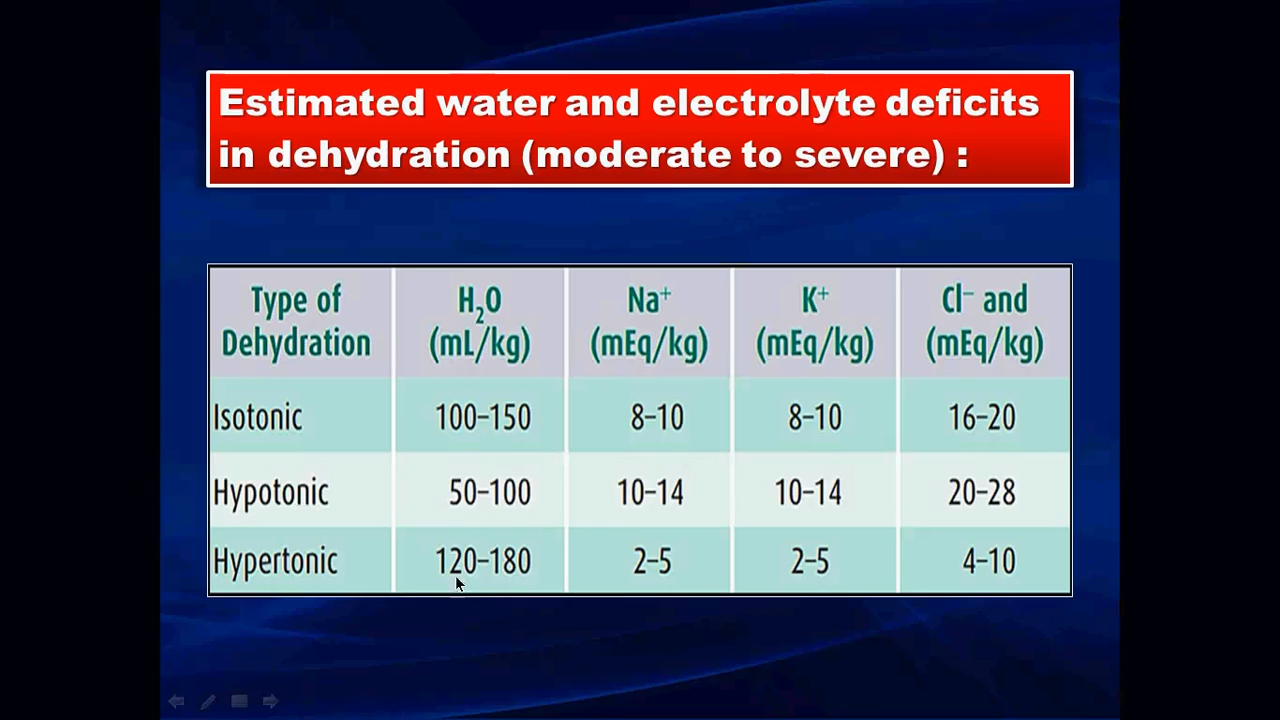 Estimated water and electrolyte deficits
in dehydration (moderate to severe) :
Type of Dehydration H₂O (mL/kg) Na⁺ (mEq/kg) K⁺ (mEq/kg) Cl⁻ and (mEq/kg)
Isotonic 100–150 8–10 8–10 16–20
Hypotonic 50–100 10–14 10–14 20–28
Hypertonic 120–180 2–5 2–5 4–10